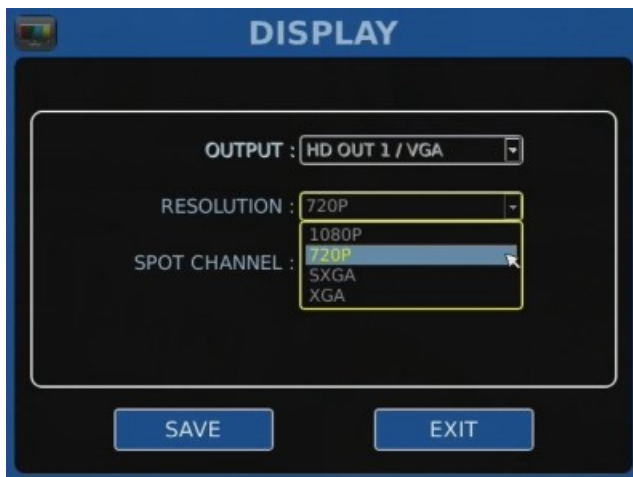 DISPLAY
OUTPUT : HD OUT 1 / VGA
RESOLUTION : 720P
1080P
720P
SPOT CHANNEL :
SXGA
XGA
SAVE
EXIT